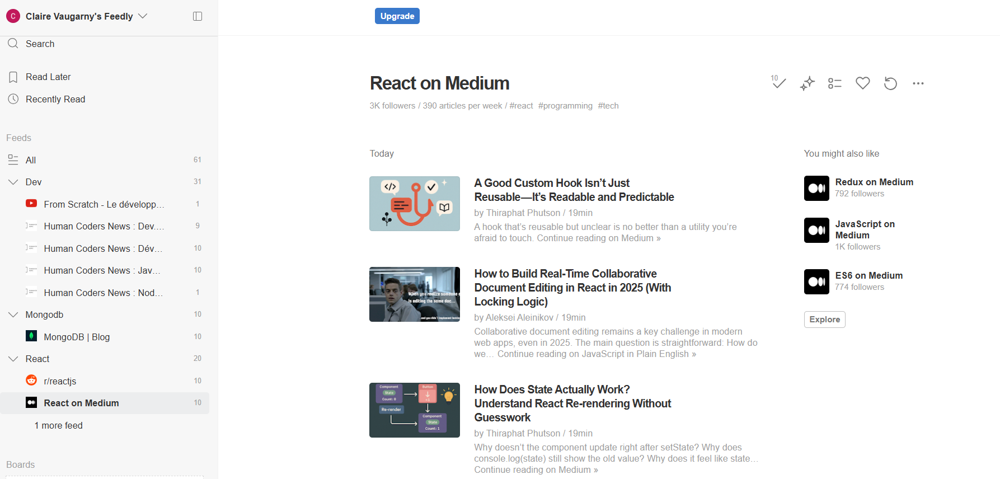 C Claire Vaugarny's Feedly
Search
Read Later
Recently Read
Feeds
All 61
Dev 31
From Scratch - Le développ… 1
Human Coders News : Dev.… 9
Human Coders News : Dév… 10
Human Coders News : Jav… 10
Human Coders News : Nod… 1
Mongodb 10
MongoDB | Blog 10
React 20
r/reactjs 10
React on Medium 10
1 more feed
Boards
Upgrade
React on Medium
10
3K followers / 390 articles per week / #react #programming #tech
Today
</>
A Good Custom Hook Isn’t Just
Reusable—It’s Readable and Predictable
by Thiraphat Phutson / 19min
A hook that’s reusable but unclear is no better than a utility you’re
afraid to touch. Continue reading on Medium »
When you realize someone e
is editing the same doc...
...and you didn't implement lockin
How to Build Real-Time Collaborative
Document Editing in React in 2025 (With
Locking Logic)
by Aleksei Aleinikov / 19min
Collaborative document editing remains a key challenge in modern
web apps, even in 2025. The main question is straightforward: How do
we… Continue reading on JavaScript in Plain English »
Component
State
Count: 0
Button
+1
Re-render
Component
State
Count: 1
How Does State Actually Work?
Understand React Re-rendering Without
Guesswork
by Thiraphat Phutson / 19min
Why doesn’t the component update right after setState? Why does
console.log(state) still show the old value? Why does it feel like state…
Continue reading on Medium »
You might also like
Redux on Medium
792 followers
JavaScript on
Medium
1K followers
ES6 on Medium
774 followers
Explore